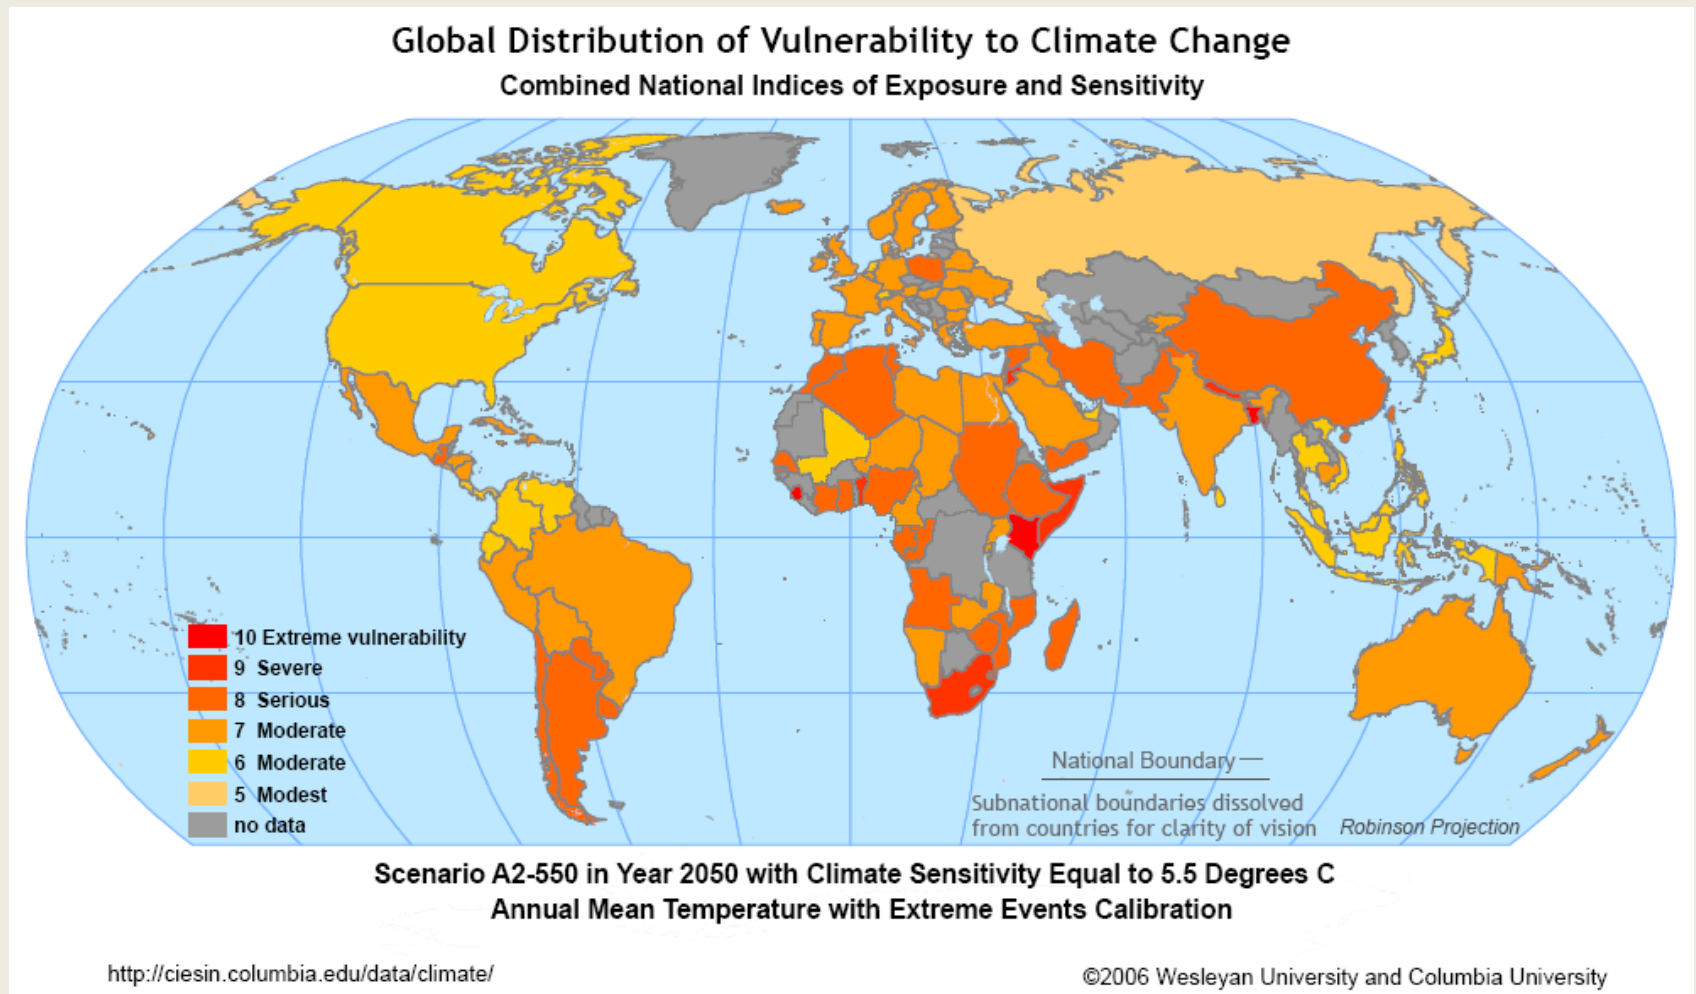 Global Distribution of Vulnerability to Climate Change
Combined National Indices of Exposure and Sensitivity
10 Extreme vulnerability
9 Severe
8 Serious
7 Moderate
6 Moderate
5 Modest
no data
National Boundary
Subnational boundaries dissolved
from countries for clarity of vision
Robinson Projection
Scenario A2-550 in Year 2050 with Climate Sensitivity Equal to 5.5 Degrees C
Annual Mean Temperature with Extreme Events Calibration
http://ciesin.columbia.edu/data/climate/
©2006 Wesleyan University and Columbia University